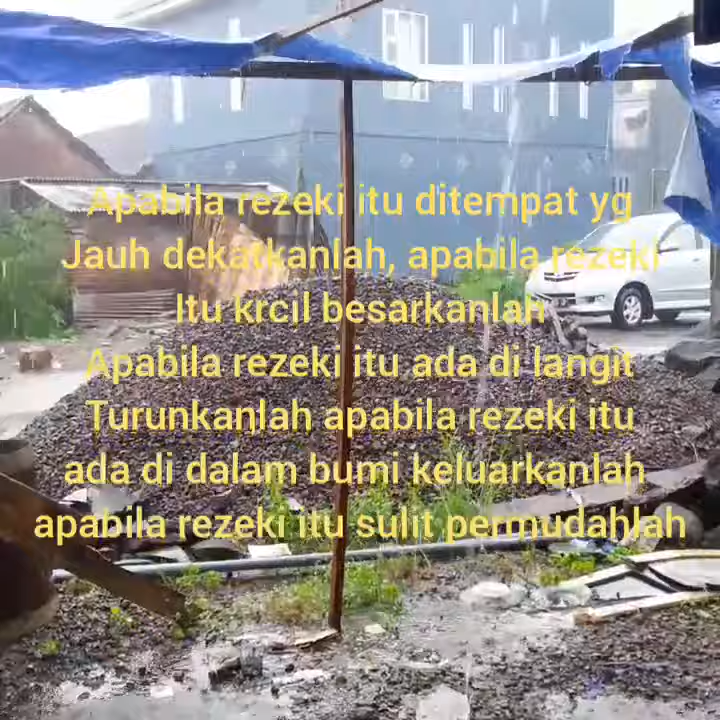 Apabila rezeki itu ditempat yg
Jauh dekatkanlah, apabila rezeki
Itu krcil besarkanlah
Apabila rezeki itu ada di langit
Turunkanlah apabila rezeki itu
ada di dalam bumi keluarkanlah
apabila rezeki itu sulit permudahlah